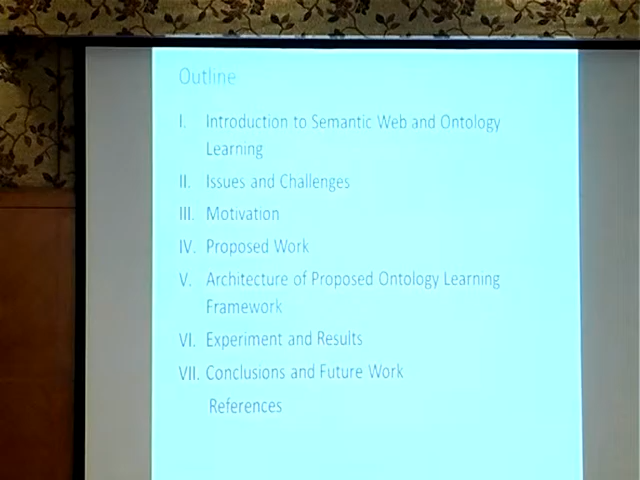 Outline
I. Introduction to Semantic Web and Ontology
Learning
II. Issues and Challenges
III. Motivation
IV. Proposed Work
V. Architecture of Proposed Ontology Learning
Framework
VI. Experiment and Results
VII. Conclusions and Future Work
References